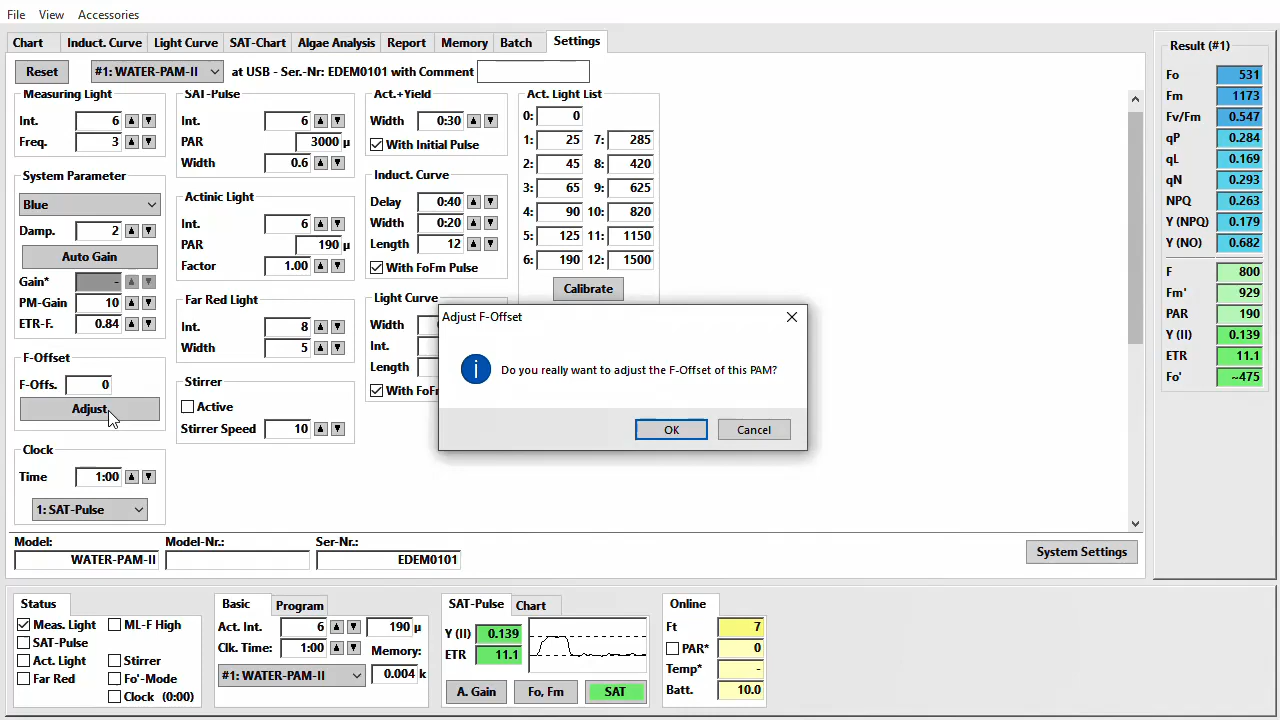 File View Accessories
Chart Induct. Curve Light Curve SAT-Chart Algae Analysis Report Memory Batch Settings
Reset #1: WATER-PAM-II at USB - Ser.-Nr: EDEM0101 with Comment
Measuring Light
Int. 6
Freq. 3
System Parameter
Blue
Damp. 2
Auto Gain
Gain* -
PM-Gain 10
ETR-F. 0.84
F-Offset
F-Offs. 0
Adjust
Clock
Time 1:00
1: SAT-Pulse
SAT-Pulse
Int. 6
PAR 3000 µ
Width 0.6
Actinic Light
Int. 6
PAR 190 µ
Factor 1.00
Far Red Light
Int. 8
Width 5
Stirrer
Active
Stirrer Speed 10
Act.+Yield
Width 0:30
With Initial Pulse
Induct. Curve
Delay 0:40
Width 0:20
Length 12
With FoFm Pulse
Light Curve
Width
Int.
Length
With FoFm
Act. Light List
0: 0
1: 25 7: 285
2: 45 8: 420
3: 65 9: 625
4: 90 10: 820
5: 125 11: 1150
6: 190 12: 1500
Calibrate
Adjust F-Offset
Do you really want to adjust the F-Offset of this PAM?
OK Cancel
Model: Model-Nr.: Ser-Nr.:
WATER-PAM-II EDEM0101
System Settings
Result (#1)
Fo 531
Fm 1173
Fv/Fm 0.547
qP 0.284
qL 0.169
qN 0.293
NPQ 0.263
Y (NPQ) 0.179
Y (NO) 0.682
F 800
Fm' 929
PAR 190
Y (II) 0.139
ETR 11.1
Fo' ~475
Status
Meas. Light ML-F High
SAT-Pulse
Act. Light Stirrer
Far Red Fo'-Mode
Clock (0:00)
Basic Program
Act. Int. 6 190 µ
Clk. Time: 1:00 Memory:
#1: WATER-PAM-II 0.004 k
SAT-Pulse Chart
Y (II) 0.139
ETR 11.1
A. Gain Fo, Fm SAT
Online
Ft 7
PAR* 0
Temp* -
Batt. 10.0